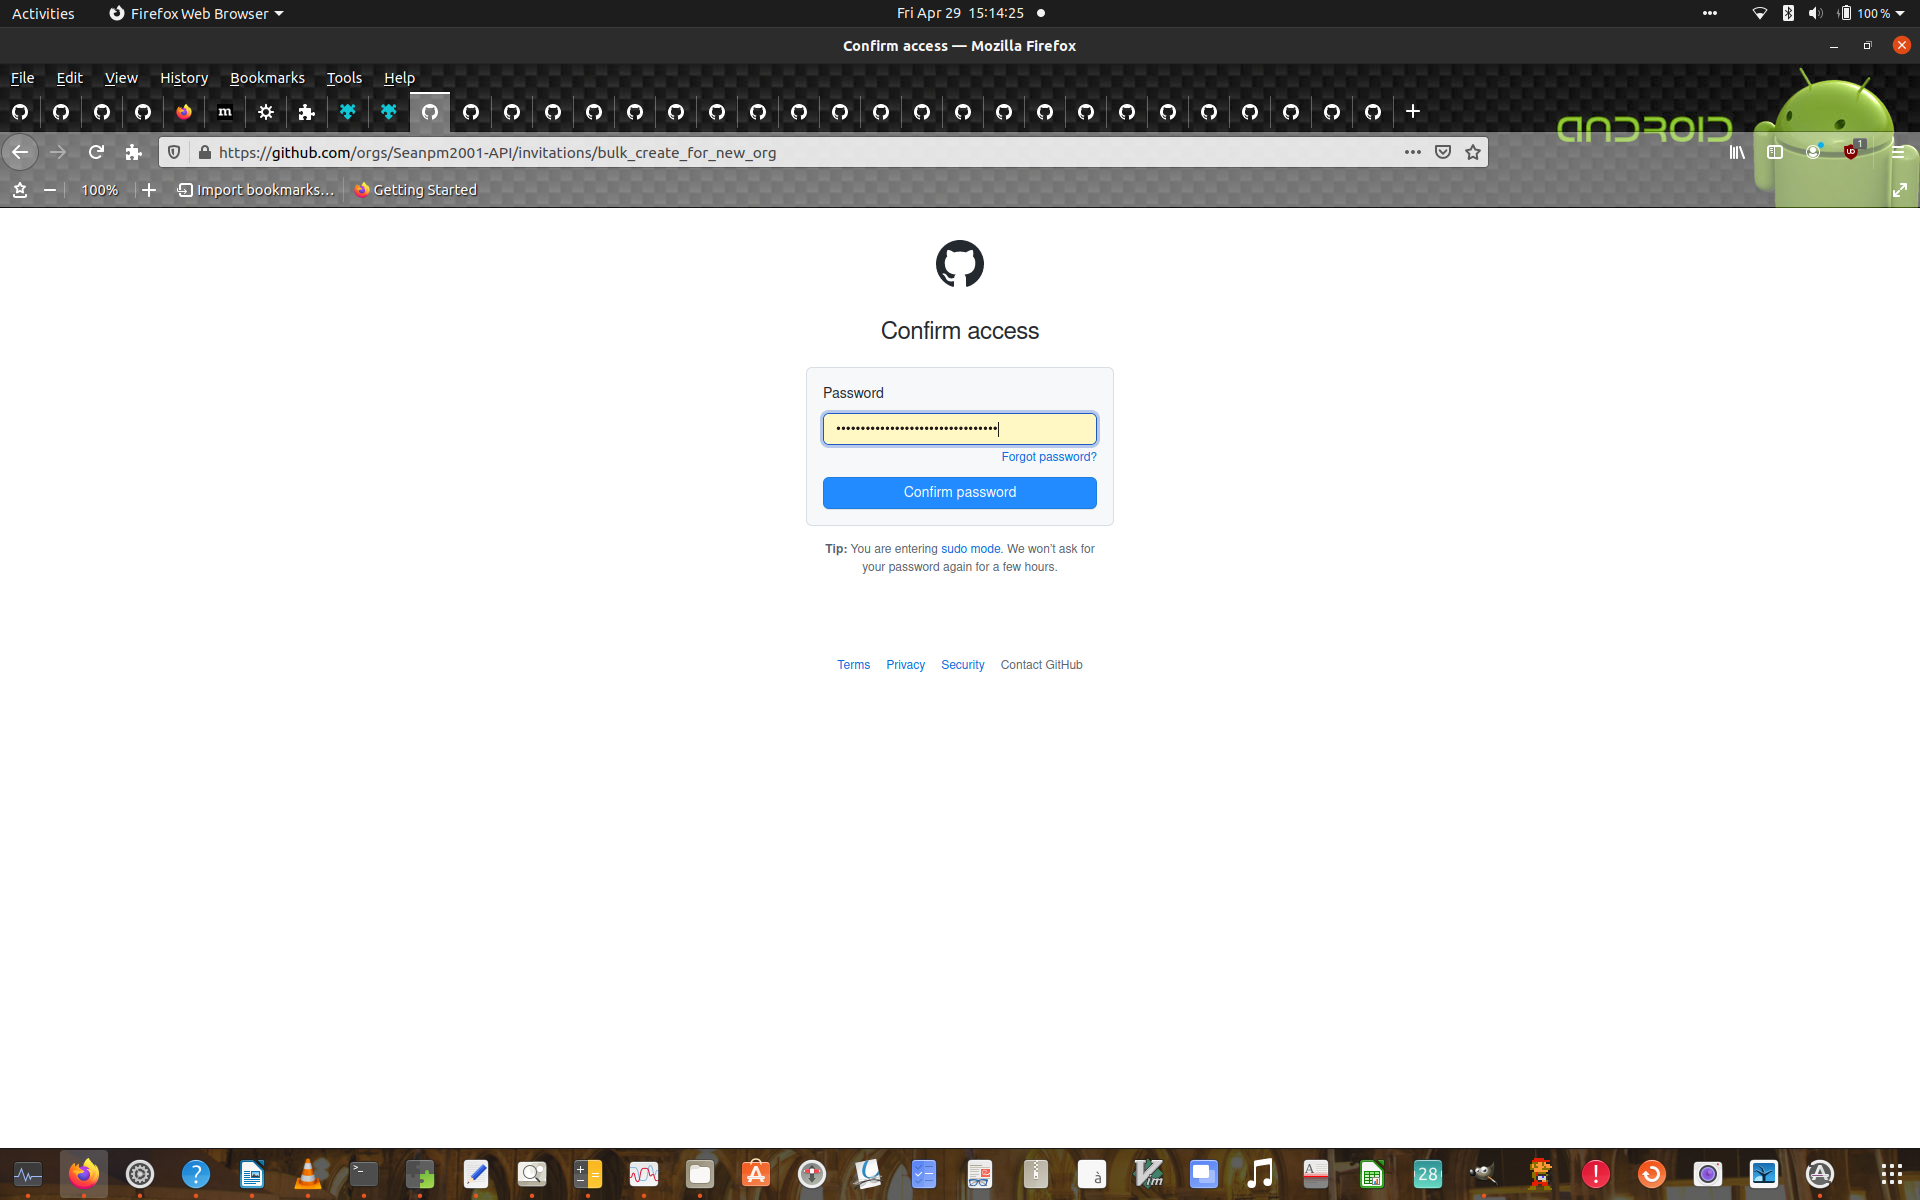 Activities Firefox Web Browser Fri Apr 29 15:14:25 100 %
Confirm access — Mozilla Firefox
File Edit View History Bookmarks Tools Help
m
ANDROID
https://github.com/orgs/Seanpm2001-API/invitations/bulk_create_for_new_org 1
100% Import bookmarks... Getting Started
Confirm access
Password
Forgot password?
Confirm password
Tip: You are entering sudo mode. We won't ask for
your password again for a few hours.
Terms Privacy Security Contact GitHub
? >_ à Vim A 28 !